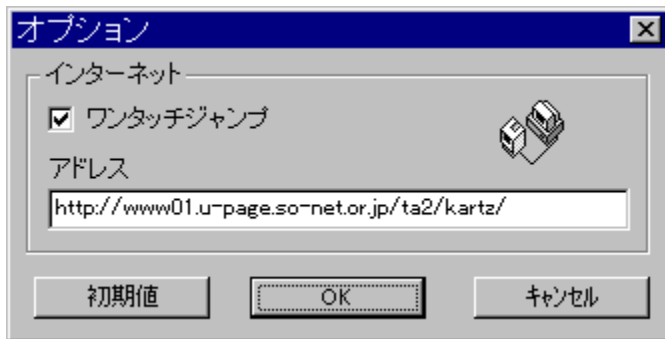 オプション
インターネット
ワンタッチジャンプ
アドレス
http://www01.u-page.so-net.or.jp/ta2/kartz/
初期値
OK
ｷｬﾝｾﾙ